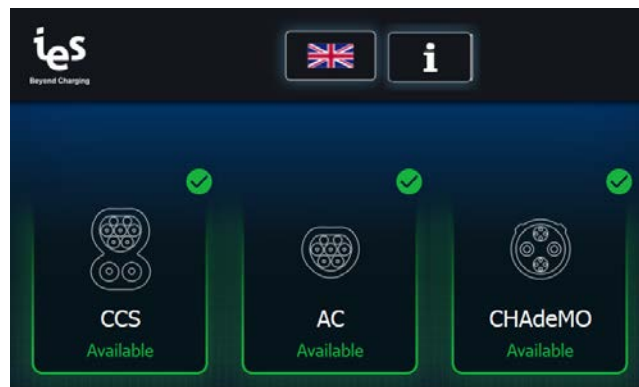 ies
Beyond Charging
i
CCS
Available
AC
Available
CHAdeMO
Available